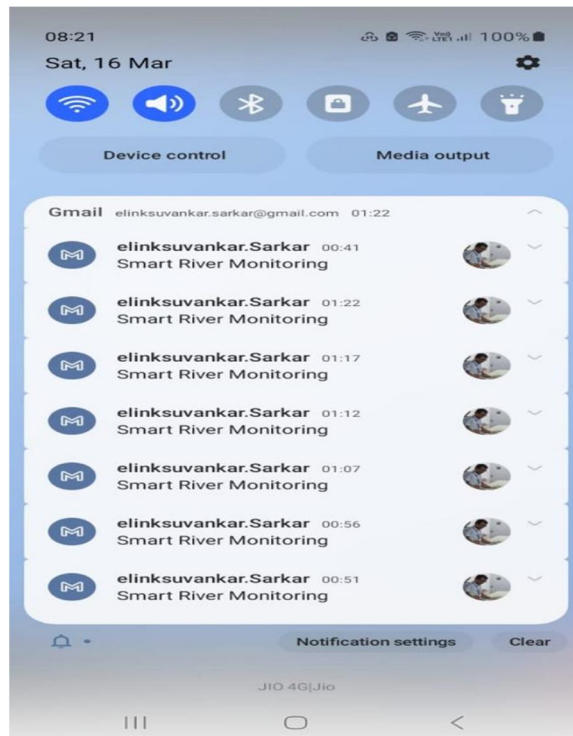 08:21 VoD LTE1 100%
Sat, 16 Mar
Device control Media output
Gmail elinksuvankar.sarkar@gmail.com 01:22
elinksuvankar.Sarkar 00:41
Smart River Monitoring
elinksuvankar.Sarkar 01:22
Smart River Monitoring
elinksuvankar.Sarkar 01:17
Smart River Monitoring
elinksuvankar.Sarkar 01:12
Smart River Monitoring
elinksuvankar.Sarkar 01:07
Smart River Monitoring
elinksuvankar.Sarkar 00:56
Smart River Monitoring
elinksuvankar.Sarkar 00:51
Smart River Monitoring
Notification settings Clear
JIO 4G|Jio